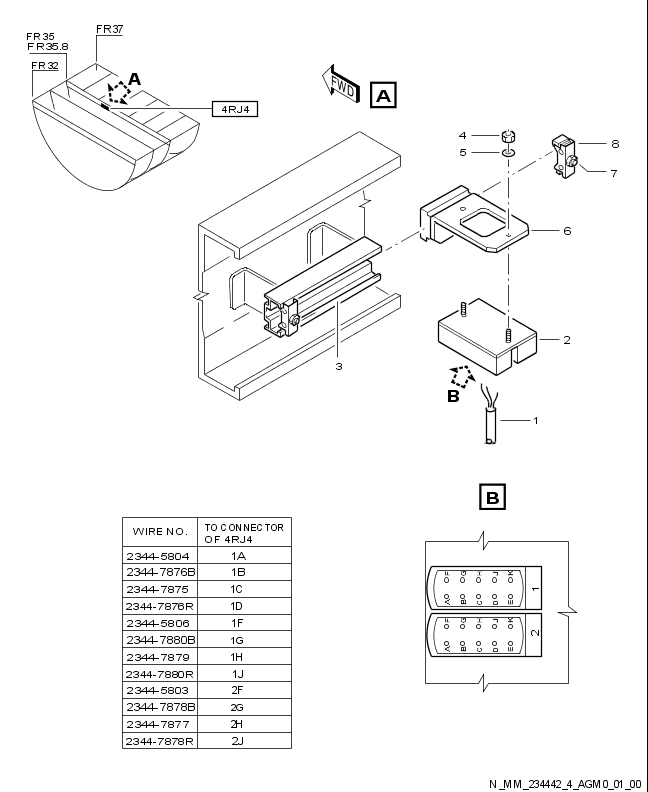 FR37
FR35
FR35.8
FR32
A
4RJ4
FWD
A
4
5
8
7
6
3
2
B
1
B
WIRE NO. TO CONNECTOR OF 4RJ4
2344-5804 1A
2344-7876B 1B
2344-7875 1C
2344-7876R 1D
2344-5806 1F
2344-7880B 1G
2344-7879 1H
2344-7880R 1J
2344-5803 2F
2344-7878B 2G
2344-7877 2H
2344-7878R 2J
F G H J K
A B C D E
1
F G H J K
A B C D E
2
N_MM_234442_4_AGM0_01_00